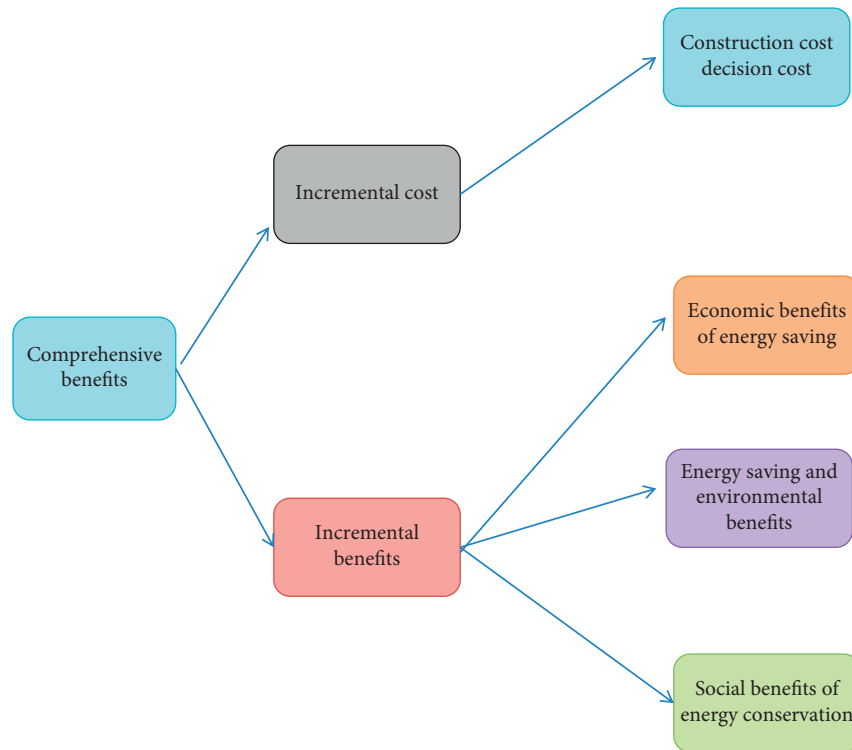 Construction cost
decision cost
Incremental cost
Economic benefits
of energy saving
Comprehensive
benefits
Energy saving and
environmental
benefits
Incremental
benefits
Social benefits of
energy conservation